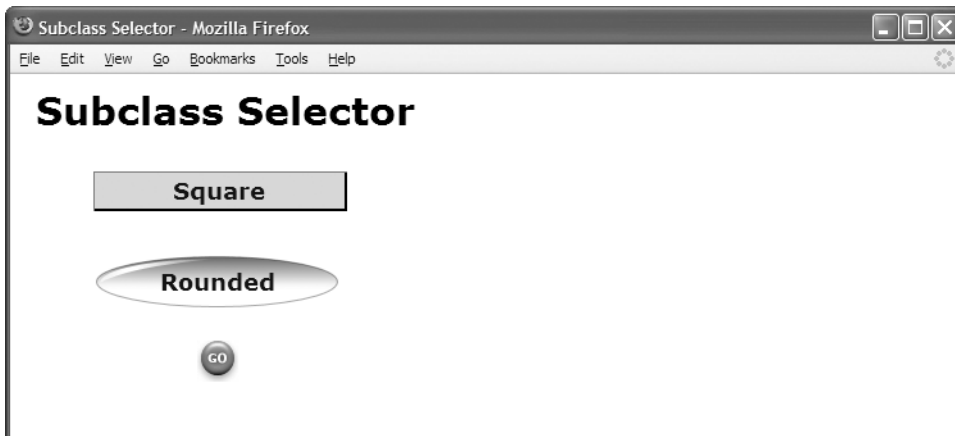 Subclass Selector - Mozilla Firefox
File Edit View Go Bookmarks Tools Help
Subclass Selector
Square
Rounded
GO